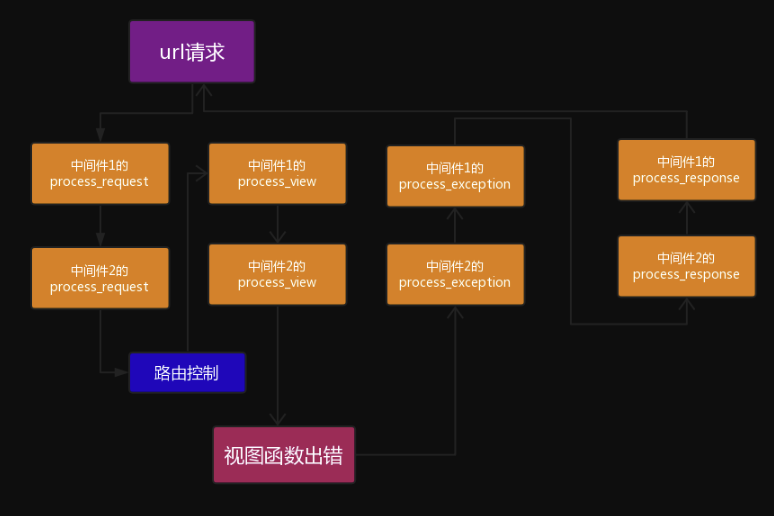 url请求
中间件1的
process_request
中间件1的
process_view
中间件1的
process_exception
中间件1的
process_response
中间件2的
process_request
中间件2的
process_view
中间件2的
process_exception
中间件2的
process_response
路由控制
视图函数出错